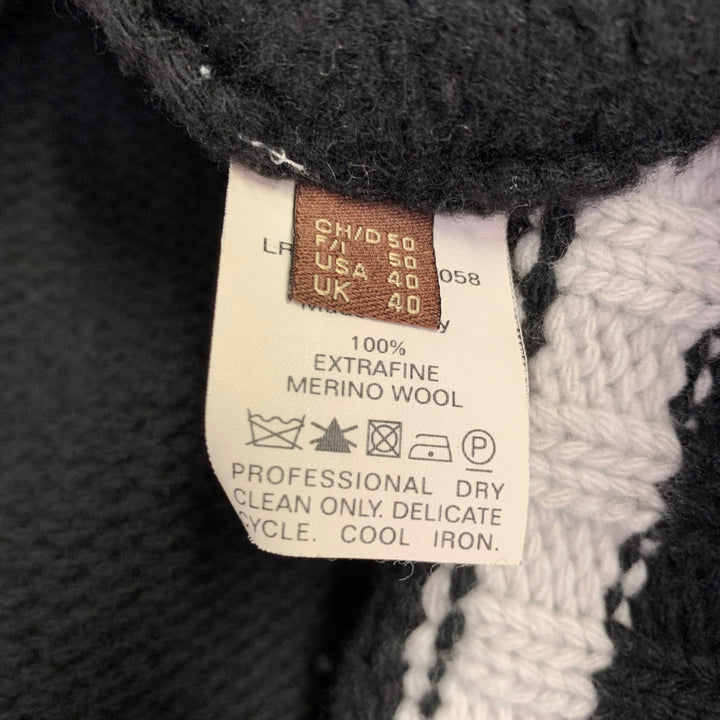 CH/D 50
F/I 50
USA 40
UK 40
058
100%
EXTRAFINE
MERINO WOOL
P
PROFESSIONAL DRY
CLEAN ONLY. DELICATE
CYCLE. COOL IRON.